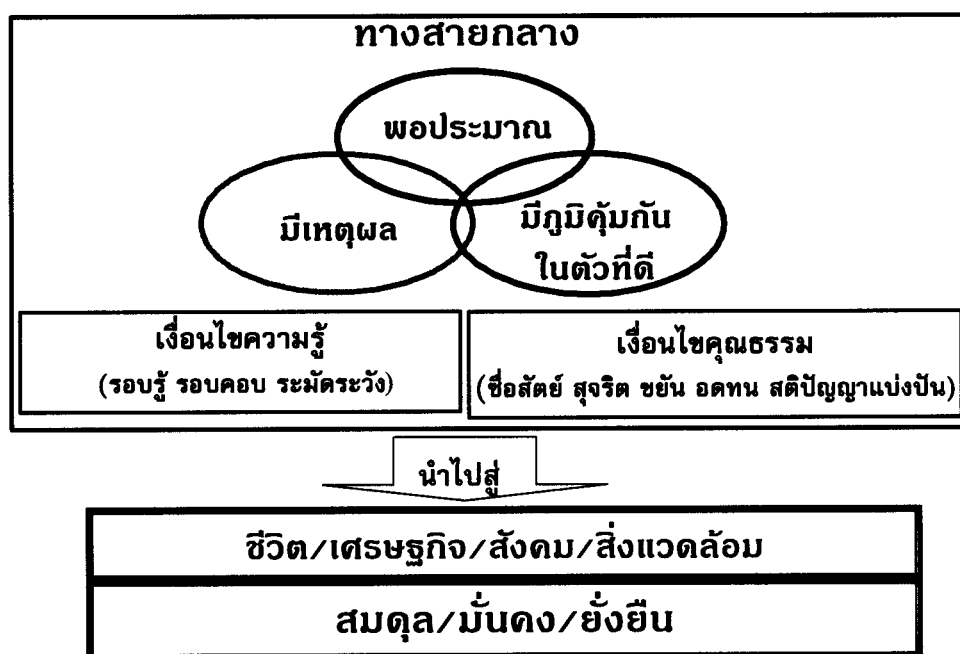 ทางสายกลาง
พอประมาณ
มีเหตุผล
มีภูมิคุ้มกัน
ในตัวที่ดี
เงื่อนไขความรู้
(รอบรู้ รอบคอบ ระมัดระวัง)
เงื่อนไขคุณธรรม
(ซื่อสัตย์ สุจริต ขยัน อดทน สติปัญญาแบ่งปัน)
นำไปสู่
ชีวิต/เศรษฐกิจ/สังคม/สิ่งแวดล้อม
สมดุล/มั่นคง/ยั่งยืน